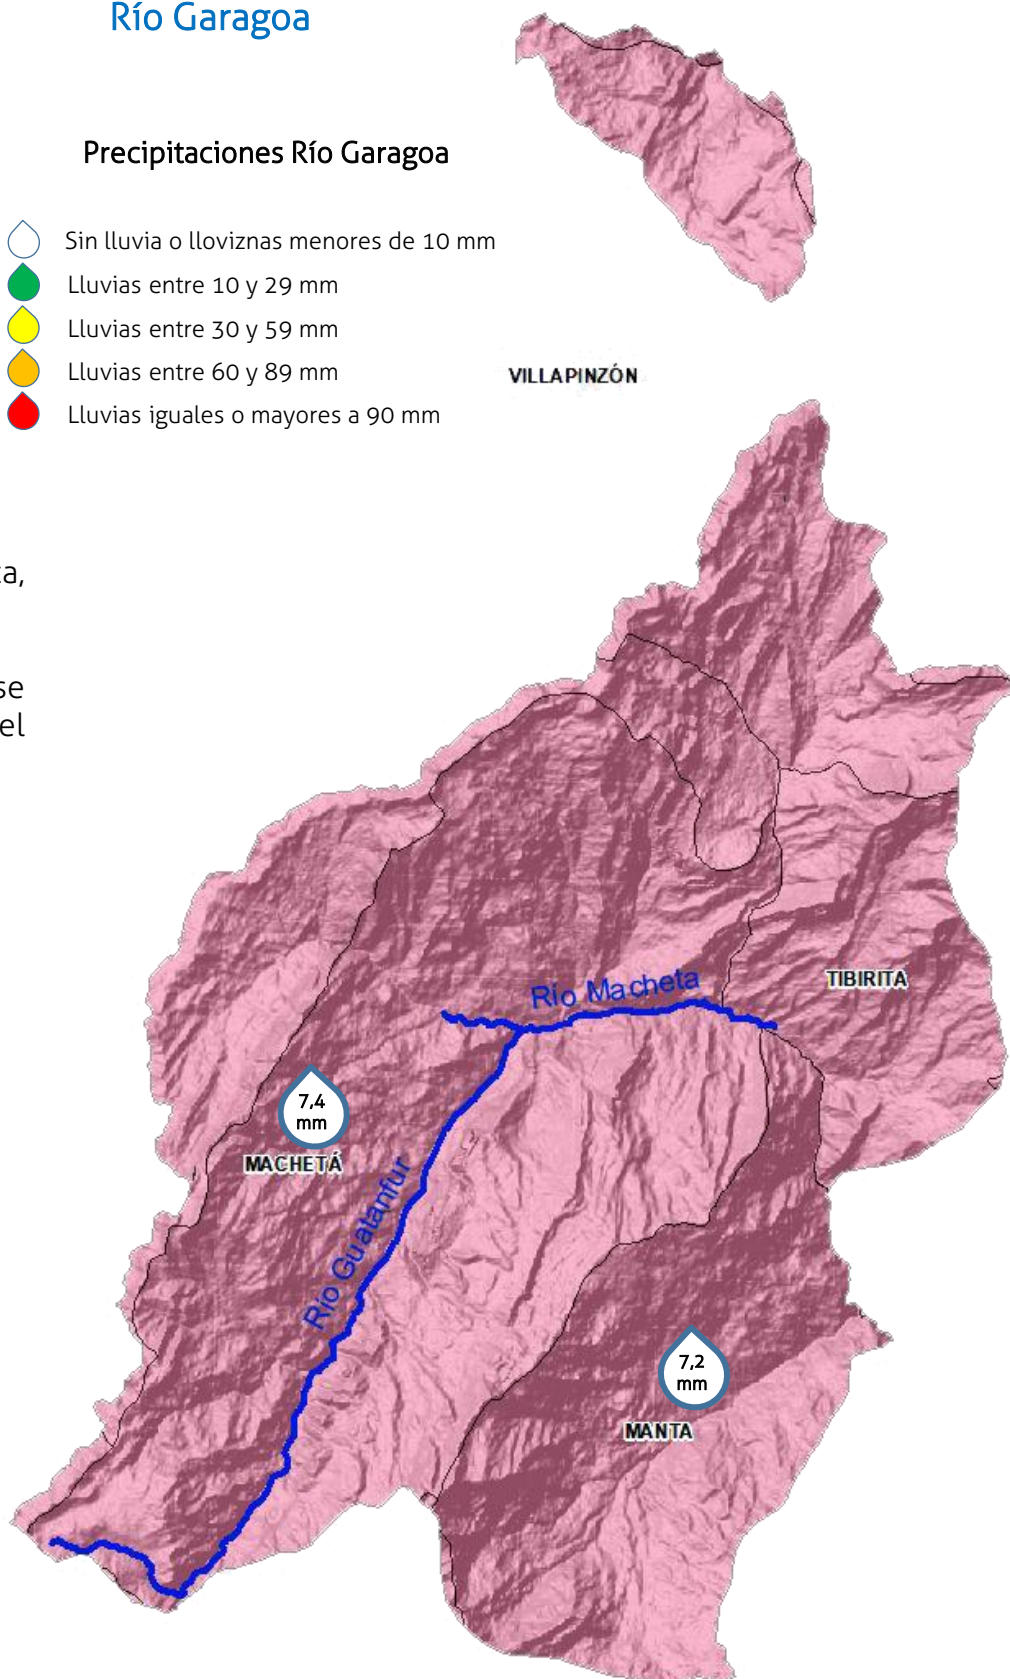 Río Garagoa
Precipitaciones Río Garagoa
Sin lluvia o lloviznas menores de 10 mm
Lluvias entre 10 y 29 mm
Lluvias entre 30 y 59 mm
Lluvias entre 60 y 89 mm
Lluvias iguales o mayores a 90 mm
VILLAPINZÓN
a,
se
el
Río Macheta
TIBIRITA
7,4
mm
MACHETÁ
Río Guatanfur
7,2
mm
MANTA